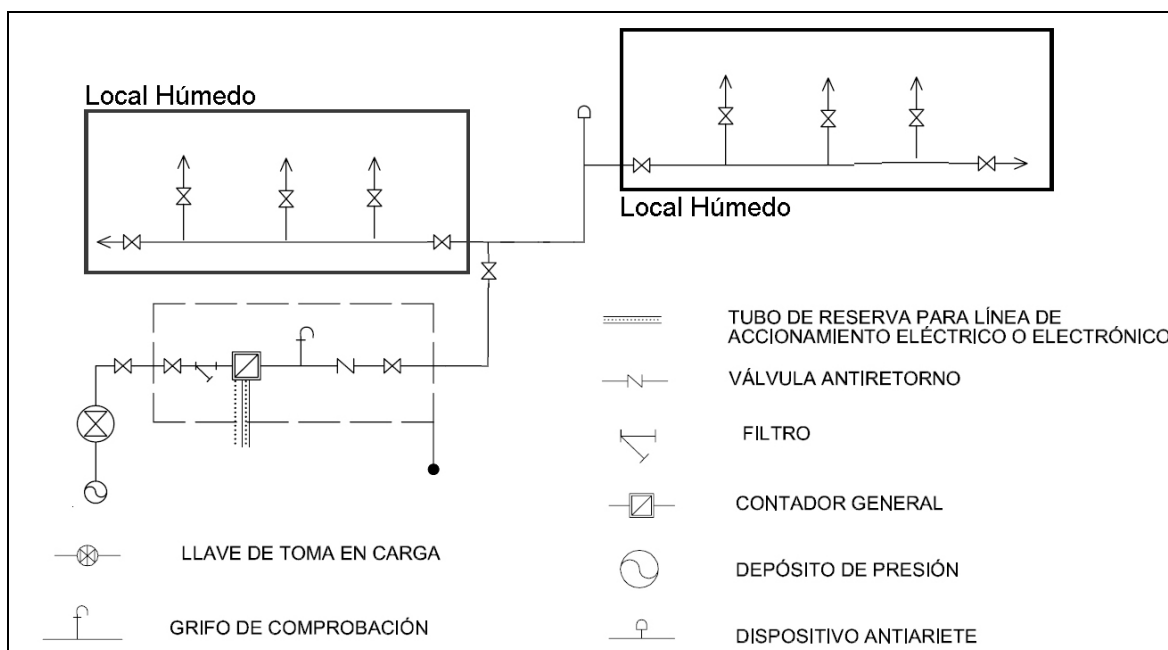 Local Húmedo
Local Húmedo
TUBO DE RESERVA PARA LÍNEA DE
ACCIONAMIENTO ELÉCTRICO O ELECTRÓNICO
VÁLVULA ANTIRETORNO
FILTRO
CONTADOR GENERAL
LLAVE DE TOMA EN CARGA
DEPÓSITO DE PRESIÓN
GRIFO DE COMPROBACIÓN
DISPOSITIVO ANTIARIETE